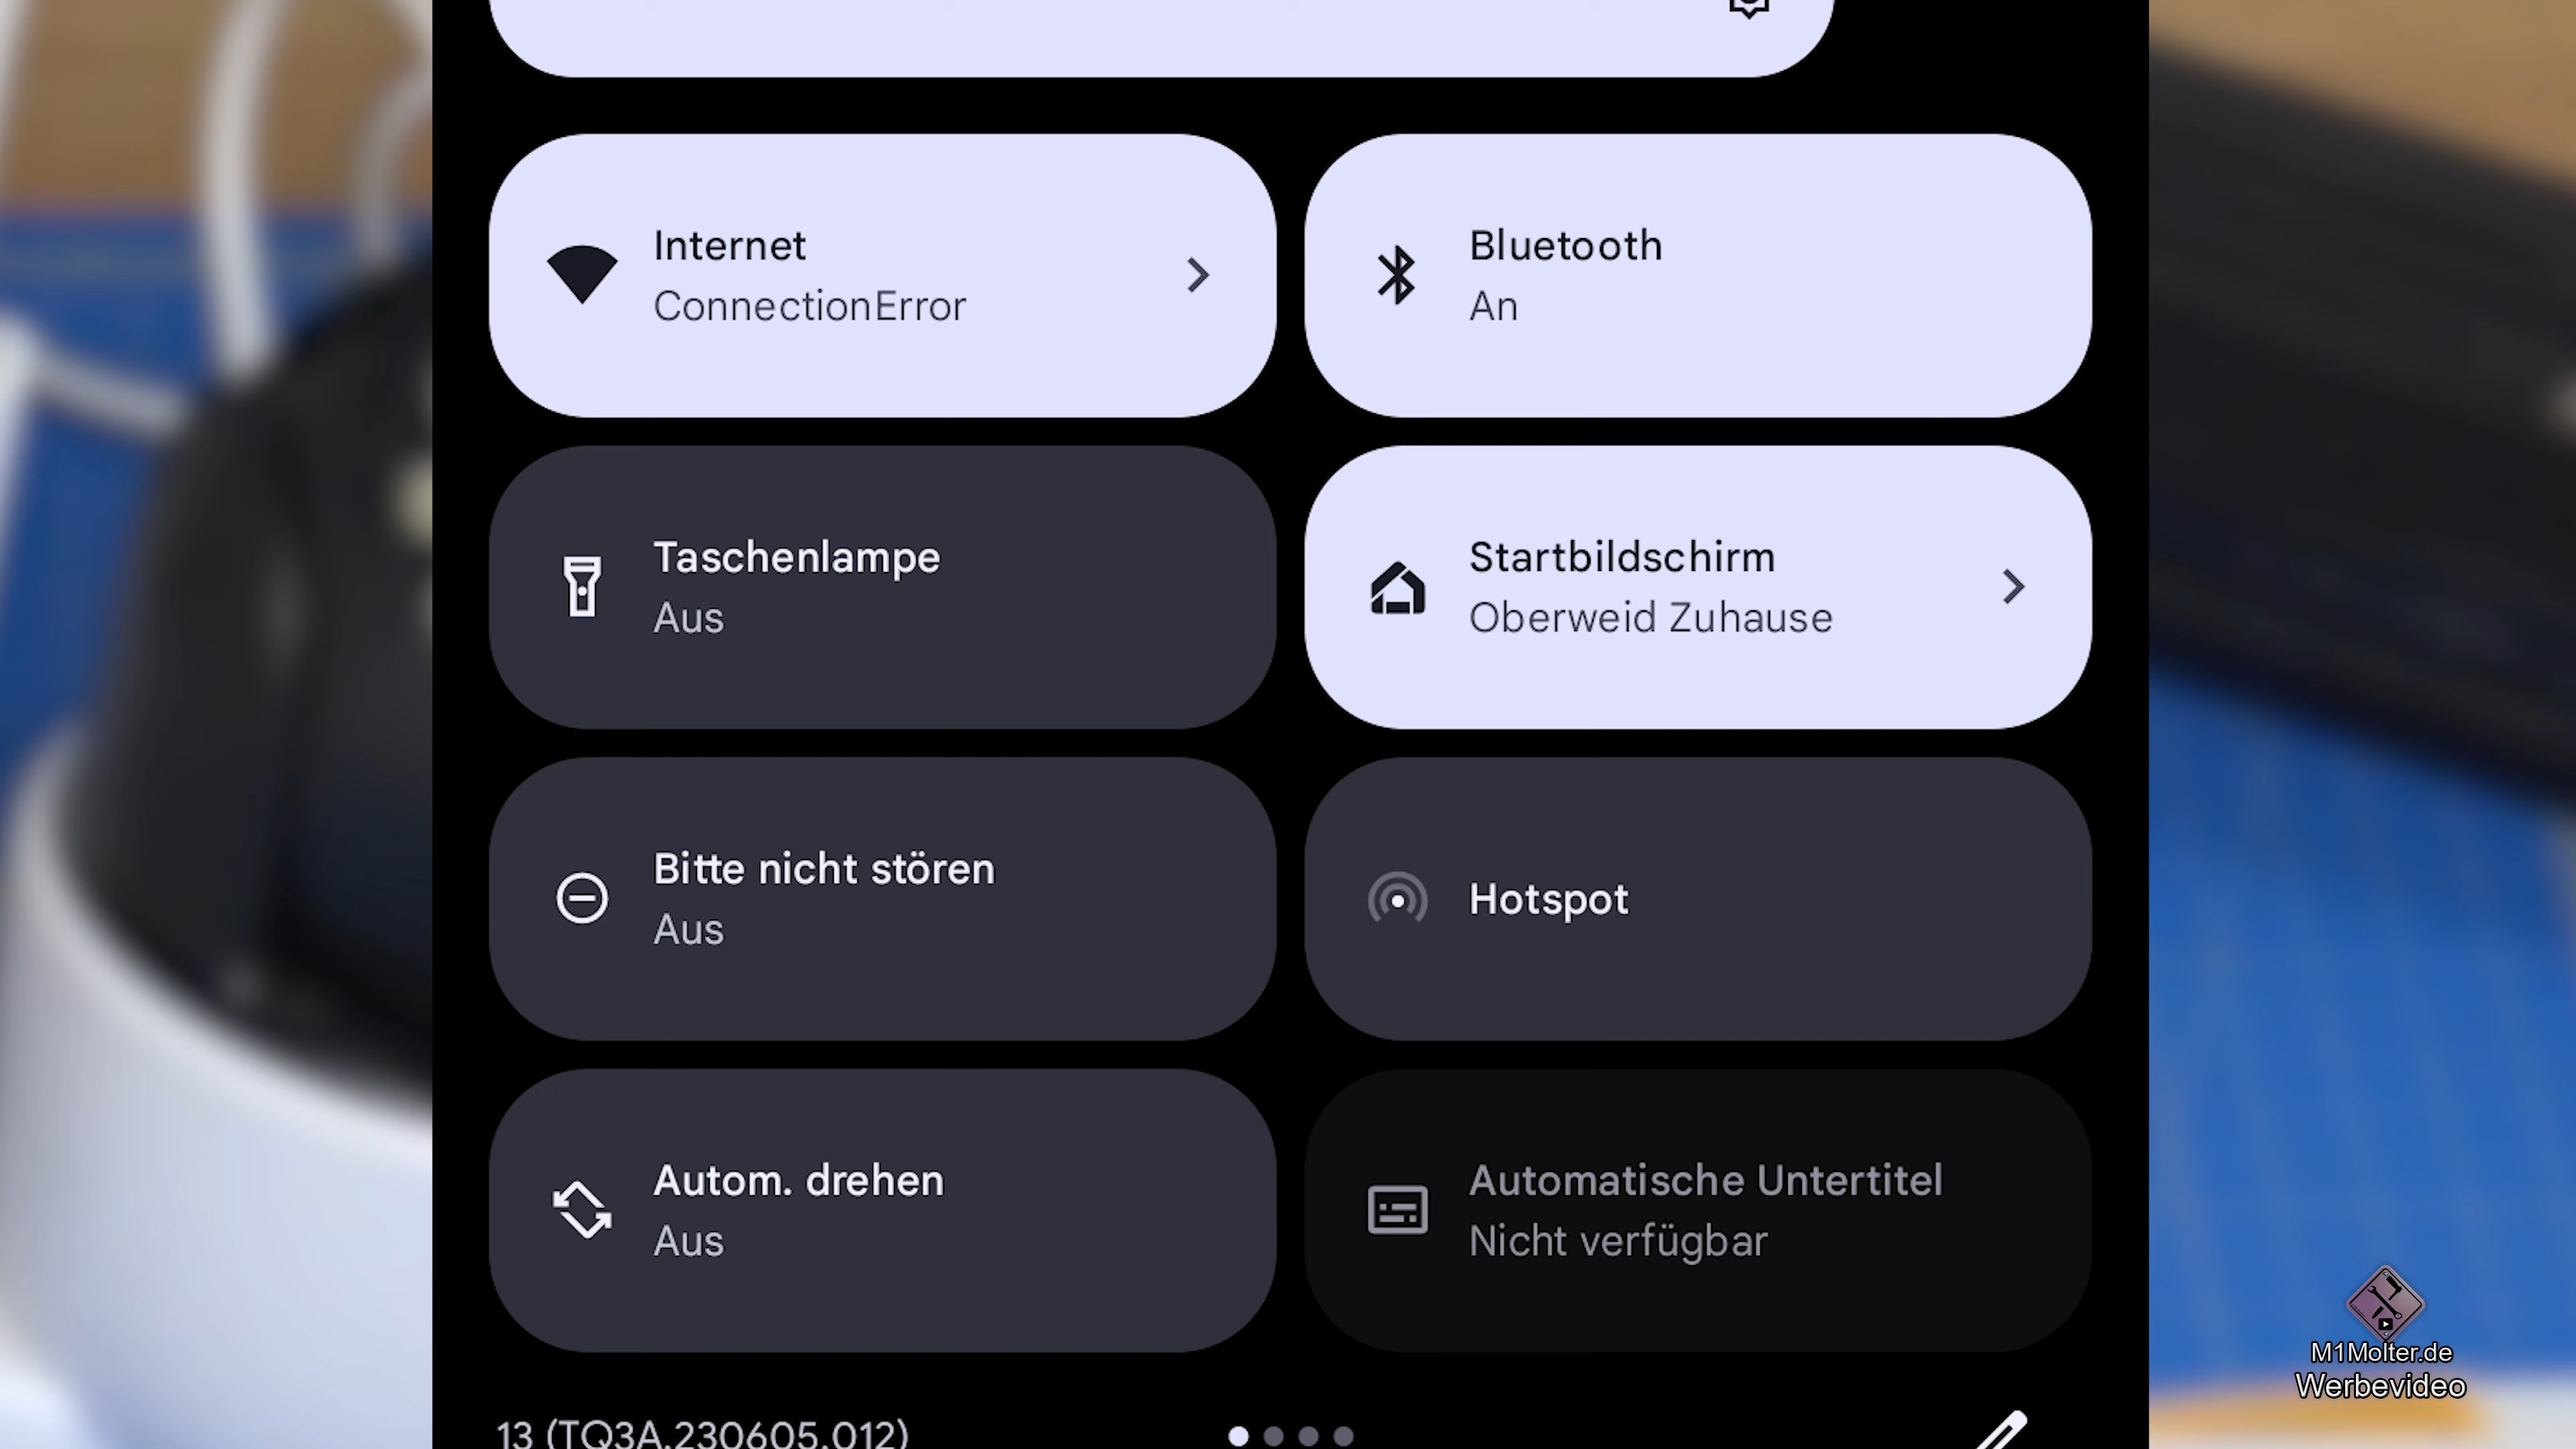 Internet
ConnectionError
Bluetooth
An
Taschenlampe
Aus
Startbildschirm
Oberweid Zuhause
Bitte nicht stören
Aus
Hotspot
Autom. drehen
Aus
Automatische Untertitel
Nicht verfügbar
13 (TQ3A.230605.012)
M1Molter.de
Werbevideo